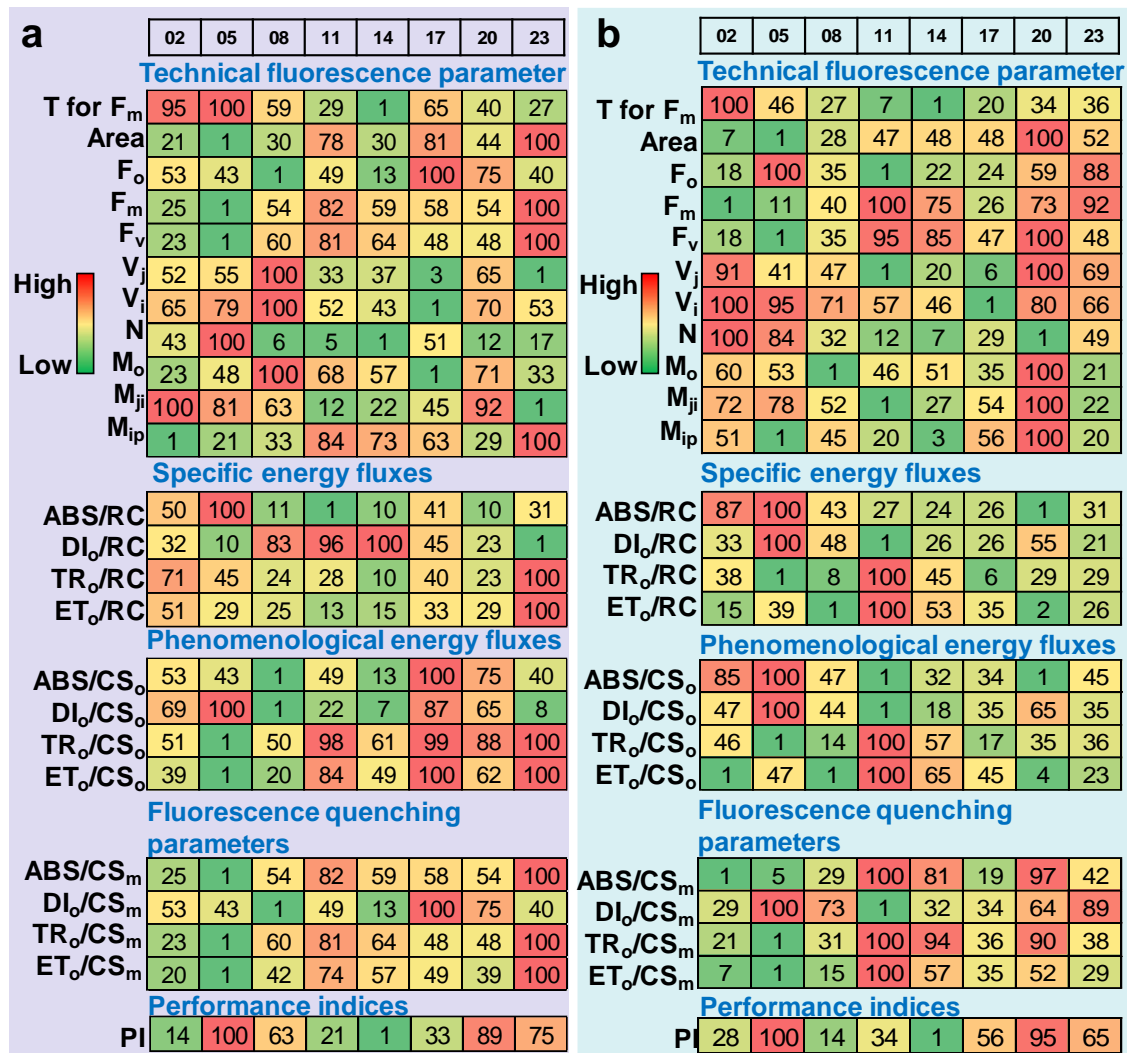 a
02 05 08 11 14 17 20 23
Technical fluorescence parameter
T for Fm 95 100 59 29 1 65 40 27
Area 21 1 30 78 30 81 44 100
Fo 53 43 1 49 13 100 75 40
Fm 25 1 54 82 59 58 54 100
Fv 23 1 60 81 64 48 48 100
Vj 52 55 100 33 37 3 65 1
Vi 65 79 100 52 43 1 70 53
N 43 100 6 5 1 51 12 17
Mo 23 48 100 68 57 1 71 33
Mji 100 81 63 12 22 45 92 1
Mip 1 21 33 84 73 63 29 100
High
Low
Specific energy fluxes
ABS/RC 50 100 11 1 10 41 10 31
DIo/RC 32 10 83 96 100 45 23 1
TRo/RC 71 45 24 28 10 40 23 100
ETo/RC 51 29 25 13 15 33 29 100
Phenomenological energy fluxes
ABS/CSo 53 43 1 49 13 100 75 40
DIo/CSo 69 100 1 22 7 87 65 8
TRo/CSo 51 1 50 98 61 99 88 100
ETo/CSo 39 1 20 84 49 100 62 100
Fluorescence quenching
parameters
ABS/CSm 25 1 54 82 59 58 54 100
DIo/CSm 53 43 1 49 13 100 75 40
TRo/CSm 23 1 60 81 64 48 48 100
ETo/CSm 20 1 42 74 57 49 39 100
Performance indices
PI 14 100 63 21 1 33 89 75
b
02 05 08 11 14 17 20 23
Technical fluorescence parameter
T for Fm 100 46 27 7 1 20 34 36
Area 7 1 28 47 48 48 100 52
Fo 18 100 35 1 22 24 59 88
Fm 1 11 40 100 75 26 73 92
Fv 18 1 35 95 85 47 100 48
Vj 91 41 47 1 20 6 100 69
Vi 100 95 71 57 46 1 80 66
N 100 84 32 12 7 29 1 49
Mo 60 53 1 46 51 35 100 21
Mji 72 78 52 1 27 54 100 22
Mip 51 1 45 20 3 56 100 20
High
Low
Specific energy fluxes
ABS/RC 87 100 43 27 24 26 1 31
DIo/RC 33 100 48 1 26 26 55 21
TRo/RC 38 1 8 100 45 6 29 29
ETo/RC 15 39 1 100 53 35 2 26
Phenomenological energy fluxes
ABS/CSo 85 100 47 1 32 34 1 45
DIo/CSo 47 100 44 1 18 35 65 35
TRo/CSo 46 1 14 100 57 17 35 36
ETo/CSo 1 47 1 100 65 45 4 23
Fluorescence quenching
parameters
ABS/CSm 1 5 29 100 81 19 97 42
DIo/CSm 29 100 73 1 32 34 64 89
TRo/CSm 21 1 31 100 94 36 90 38
ETo/CSm 7 1 15 100 57 35 52 29
Performance indices
PI 28 100 14 34 1 56 95 65